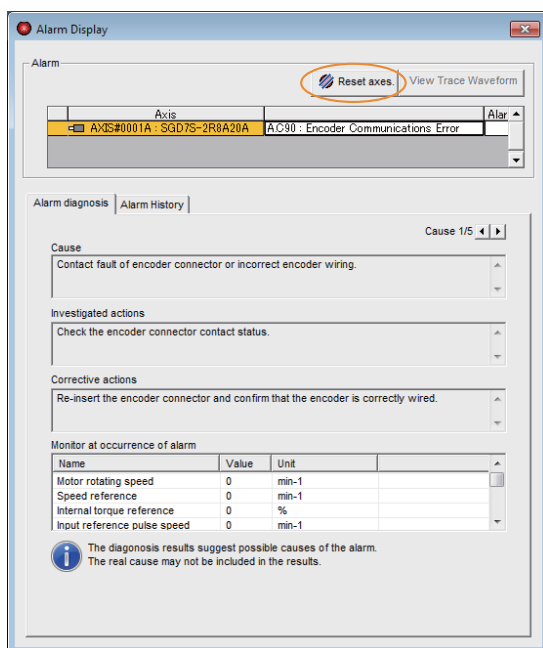 Alarm Display
Alarm
Reset axes. View Trace Waveform
Axis Alar
AXIS#0001A : SGD7S-2R8A20A A.C90 : Encoder Communications Error
Alarm diagnosis Alarm History
Cause 1/5
Cause
Contact fault of encoder connector or incorrect encoder wiring.
Investigated actions
Check the encoder connector contact status.
Corrective actions
Re-insert the encoder connector and confirm that the encoder is correctly wired.
Monitor at occurrence of alarm
Name Value Unit
Motor rotating speed 0 min-1
Speed reference 0 min-1
Internal torque reference 0 %
Input reference pulse speed 0 min-1
The diagonosis results suggest possible causes of the alarm.
The real cause may not be included in the results.